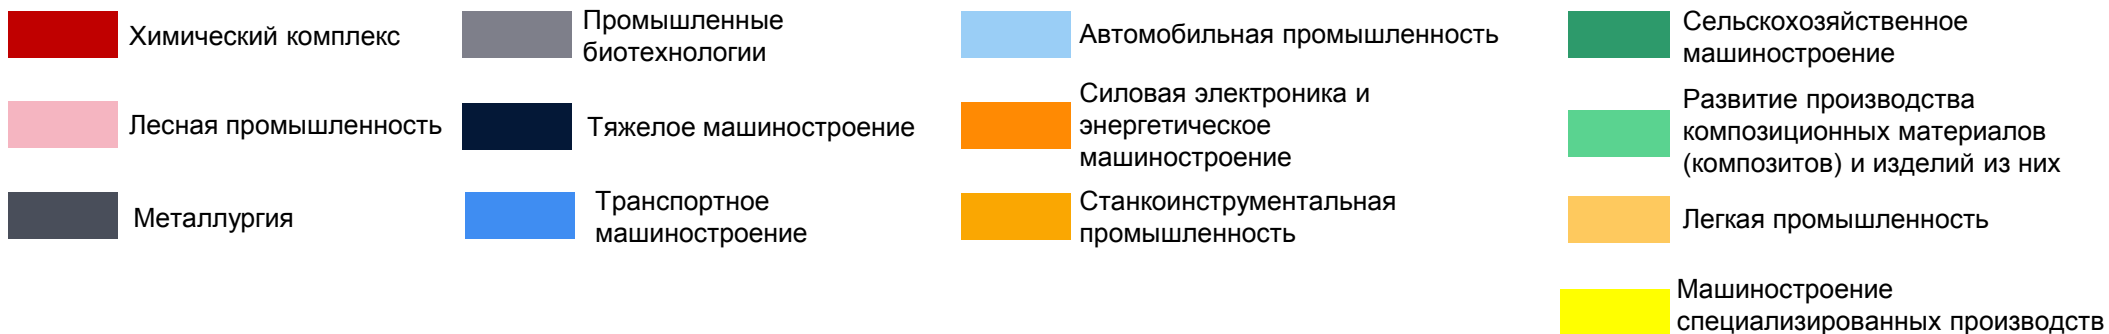 Химический комплекс
Лесная промышленность
Металлургия
Промышленные
биотехнологии
Тяжелое машиностроение
Транспортное
машиностроение
Автомобильная промышленность
Силовая электроника и
энергетическое
машиностроение
Станкоинструментальная
промышленность
Сельскохозяйственное
машиностроение
Развитие производства
композиционных материалов
(композитов) и изделий из них
Легкая промышленность
Машиностроение
специализированных производств